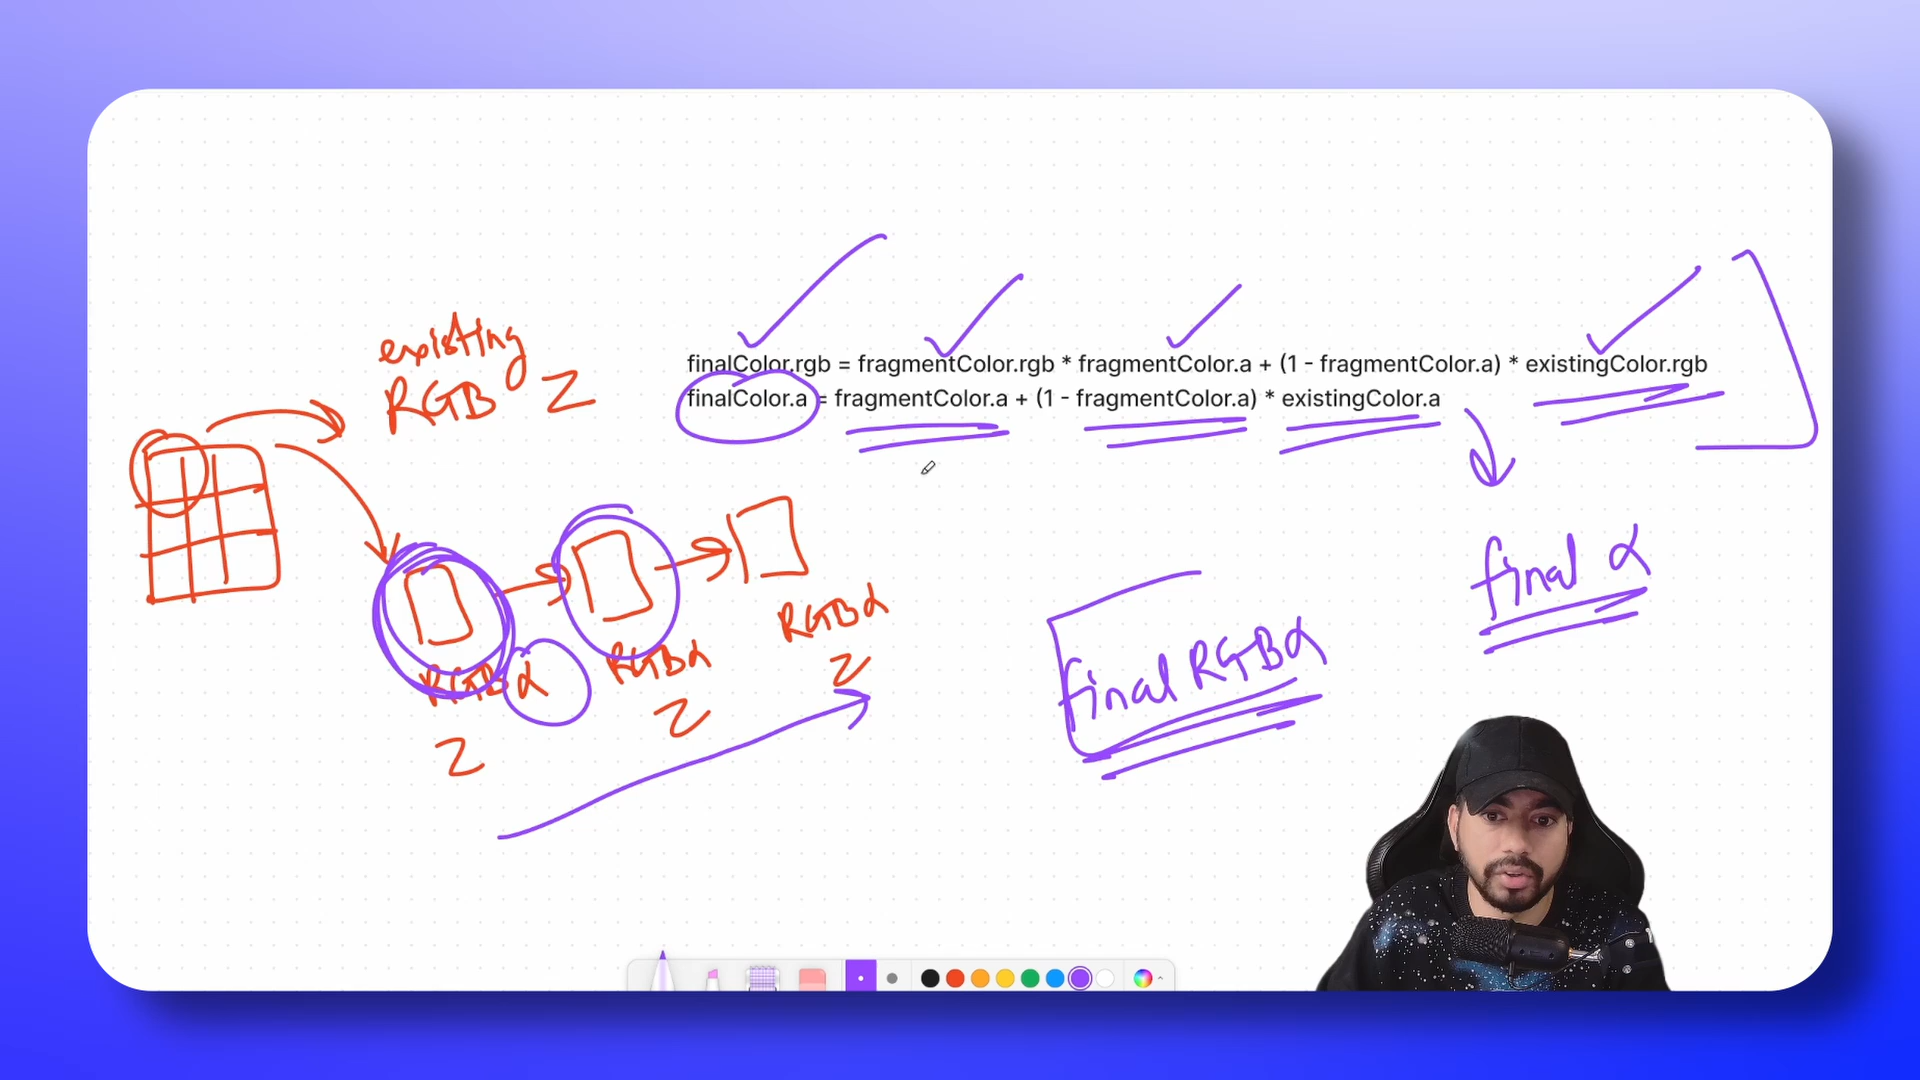 finalColor.rgb = fragmentColor.rgb * fragmentColor.a + (1 - fragmentColor.a) * existingColor.rgb
finalColor.a = fragmentColor.a + (1 - fragmentColor.a) * existingColor.a
existing
RGB Z
RGBα
Z
RGBα
Z
RGBα
Z
final α
final RGBα